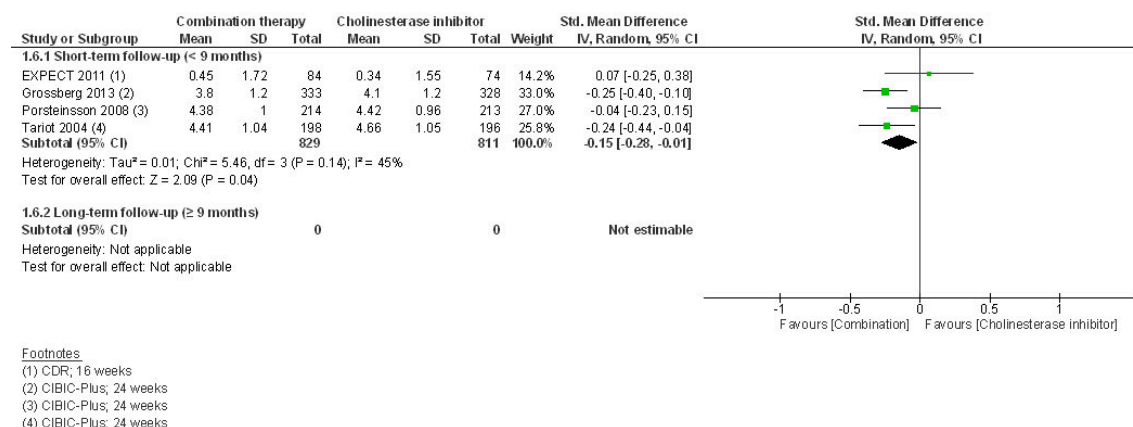 Combination therapy Cholinesterase inhibitor Std. Mean Difference Std. Mean Difference
Study or Subgroup Mean SD Total Mean SD Total Weight IV, Random, 95% CI IV, Random, 95% CI
1.6.1 Short-term follow-up (< 9 months)
EXPECT 2011 (1) 0.45 1.72 84 0.34 1.55 74 14.2% 0.07 [-0.25, 0.38]
Grossberg 2013 (2) 3.8 1.2 333 4.1 1.2 328 33.0% -0.25 [-0.40, -0.10]
Porsteinsson 2008 (3) 4.38 1 214 4.42 0.96 213 27.0% -0.04 [-0.23, 0.15]
Tariot 2004 (4) 4.41 1.04 198 4.66 1.05 196 25.8% -0.24 [-0.44, -0.04]
Subtotal (95% CI) 829 811 100.0% -0.15 [-0.28, -0.01]
Heterogeneity: Tau² = 0.01; Chi² = 5.46, df = 3 (P = 0.14); I² = 45%
Test for overall effect: Z = 2.09 (P = 0.04)
1.6.2 Long-term follow-up (≥ 9 months)
Subtotal (95% CI) 0 0 Not estimable
Heterogeneity: Not applicable
Test for overall effect: Not applicable
-1 -0.5 0 0.5 1
Favours [Combination] Favours [Cholinesterase inhibitor]
Footnotes
(1) CDR; 16 weeks
(2) CIBIC-Plus; 24 weeks
(3) CIBIC-Plus; 24 weeks
(4) CIBIC-Plus; 24 weeks